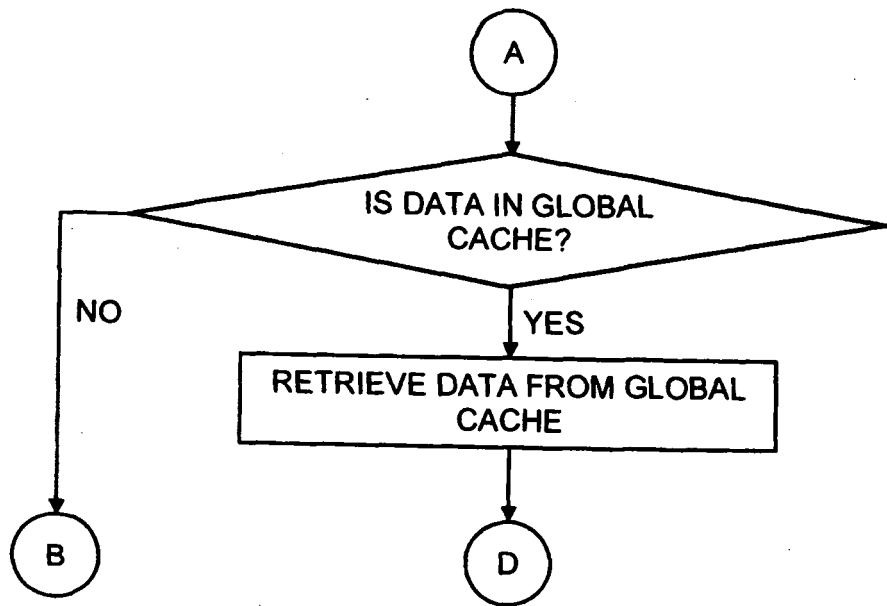 A
IS DATA IN GLOBAL
CACHE?
NO
YES
RETRIEVE DATA FROM GLOBAL
CACHE
B
D